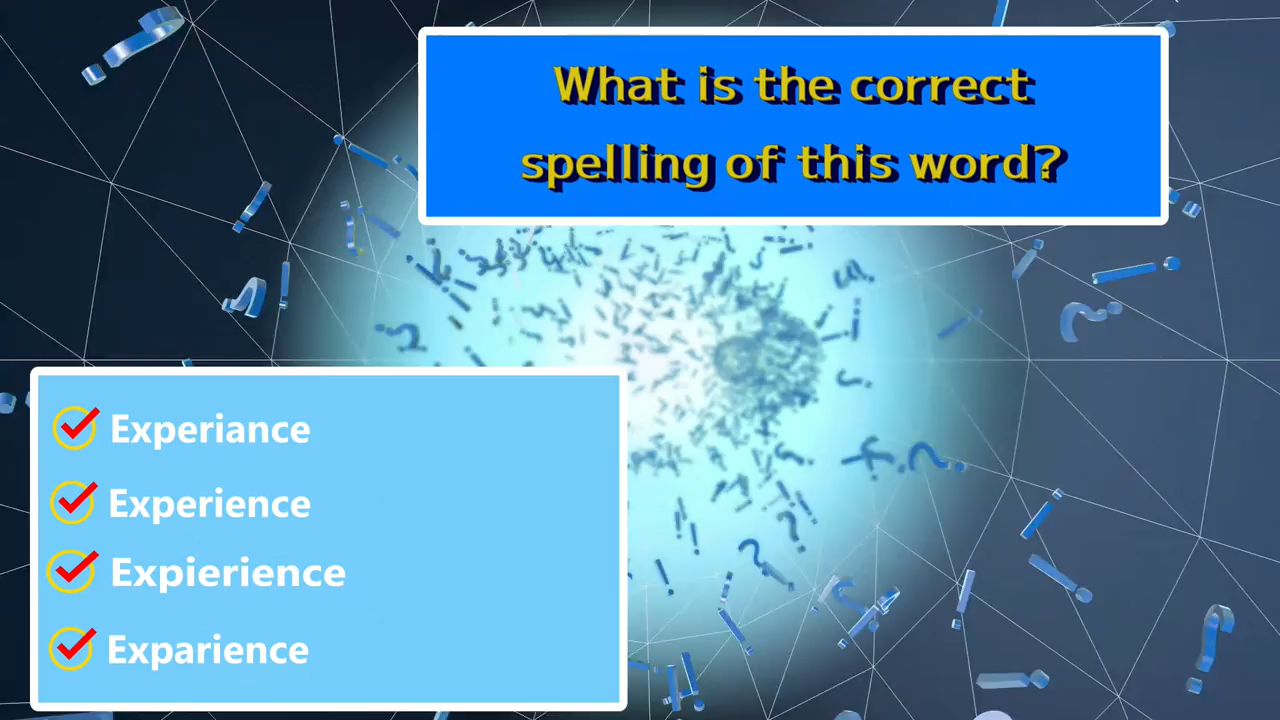 What is the correct
spelling of this word?
Experiance
Experience
Expierience
Exparience